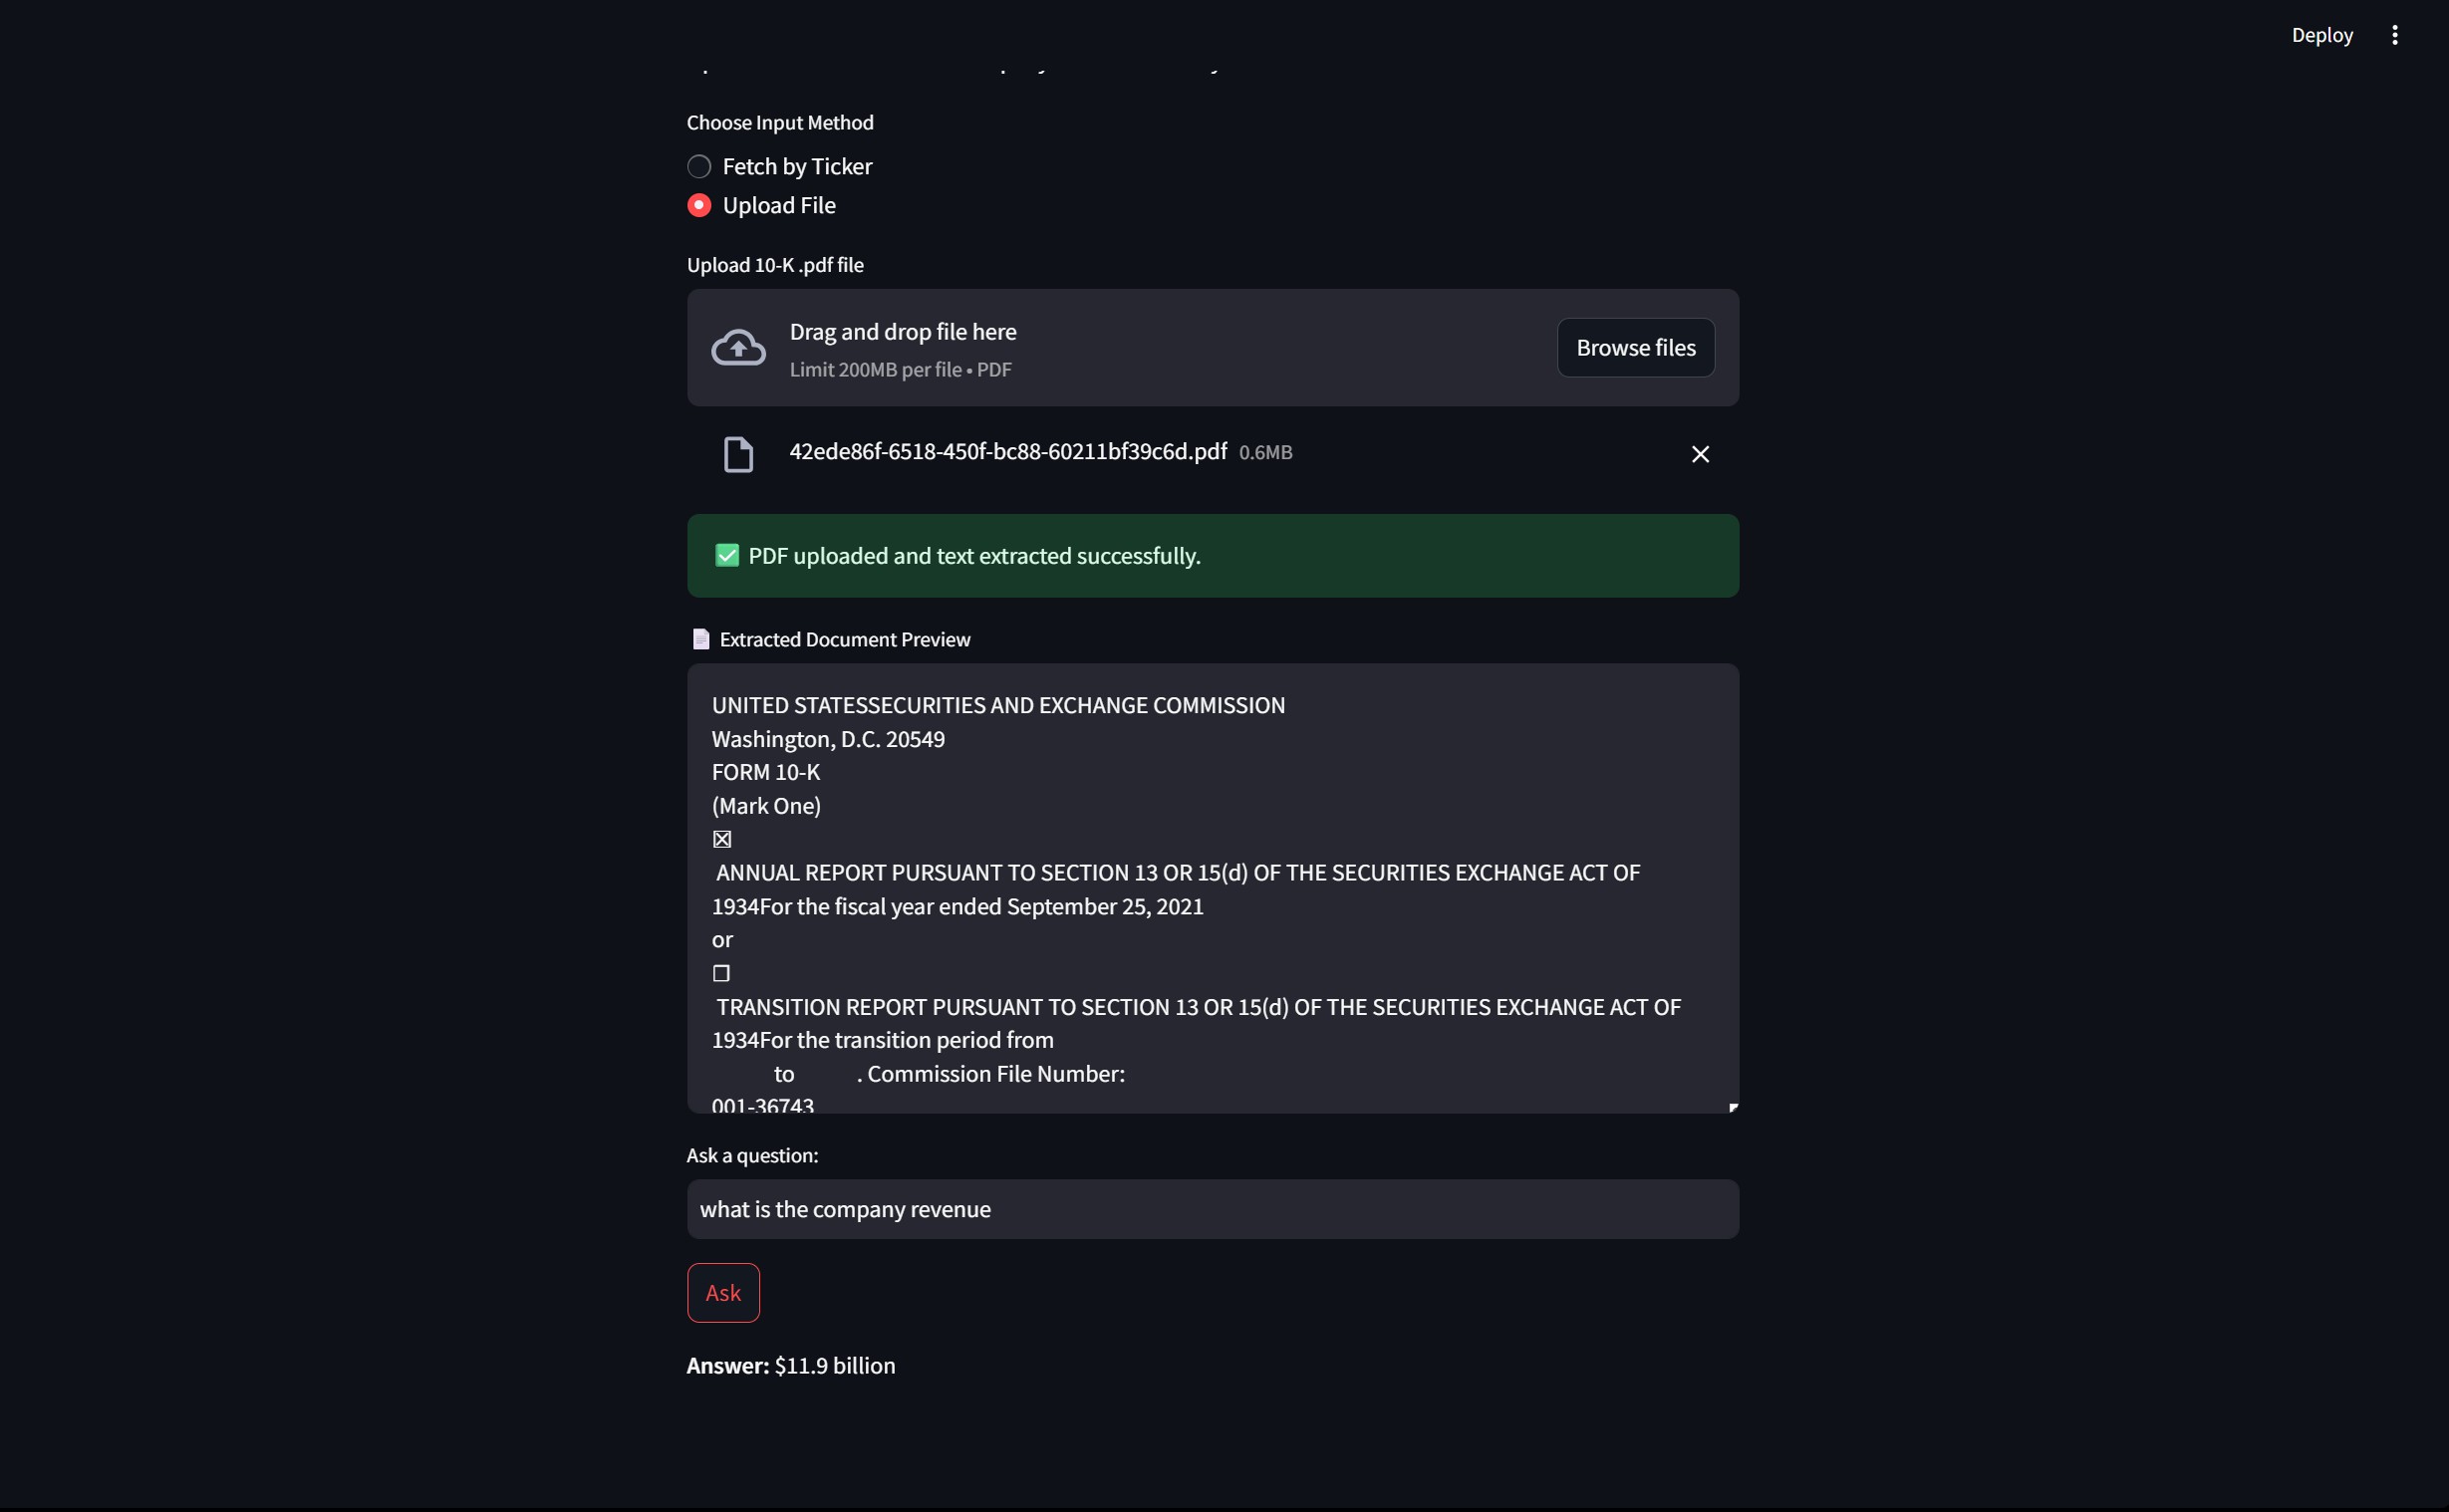 Deploy
Choose Input Method
Fetch by Ticker
Upload File
Upload 10-K .pdf file
Drag and drop file here
Limit 200MB per file • PDF
Browse files
42ede86f-6518-450f-bc88-60211bf39c6d.pdf 0.6MB
✅ PDF uploaded and text extracted successfully.
Extracted Document Preview
UNITED STATESSECURITIES AND EXCHANGE COMMISSION
Washington, D.C. 20549
FORM 10-K
(Mark One)
☒
ANNUAL REPORT PURSUANT TO SECTION 13 OR 15(d) OF THE SECURITIES EXCHANGE ACT OF
1934For the fiscal year ended September 25, 2021
or
☐
TRANSITION REPORT PURSUANT TO SECTION 13 OR 15(d) OF THE SECURITIES EXCHANGE ACT OF
1934For the transition period from
to . Commission File Number:
001-36743
Ask a question:
what is the company revenue
Ask
Answer: $11.9 billion